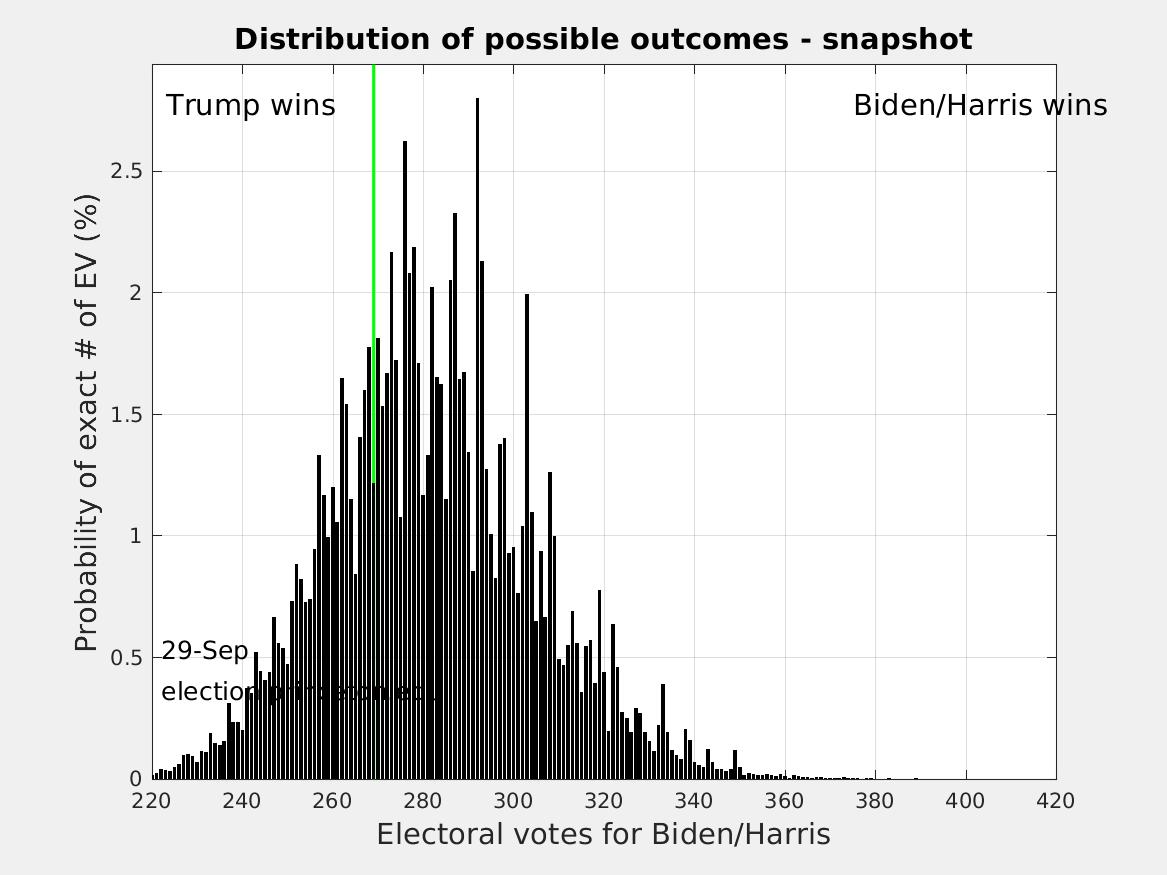 Distribution of possible outcomes - snapshot
Trump wins
Biden/Harris wins
Probability of exact # of EV (%)
2.5
2
1.5
1
0.5
0
29-Sep
220
240
260
280
300
320
340
360
380
400
420
Electoral votes for Biden/Harris